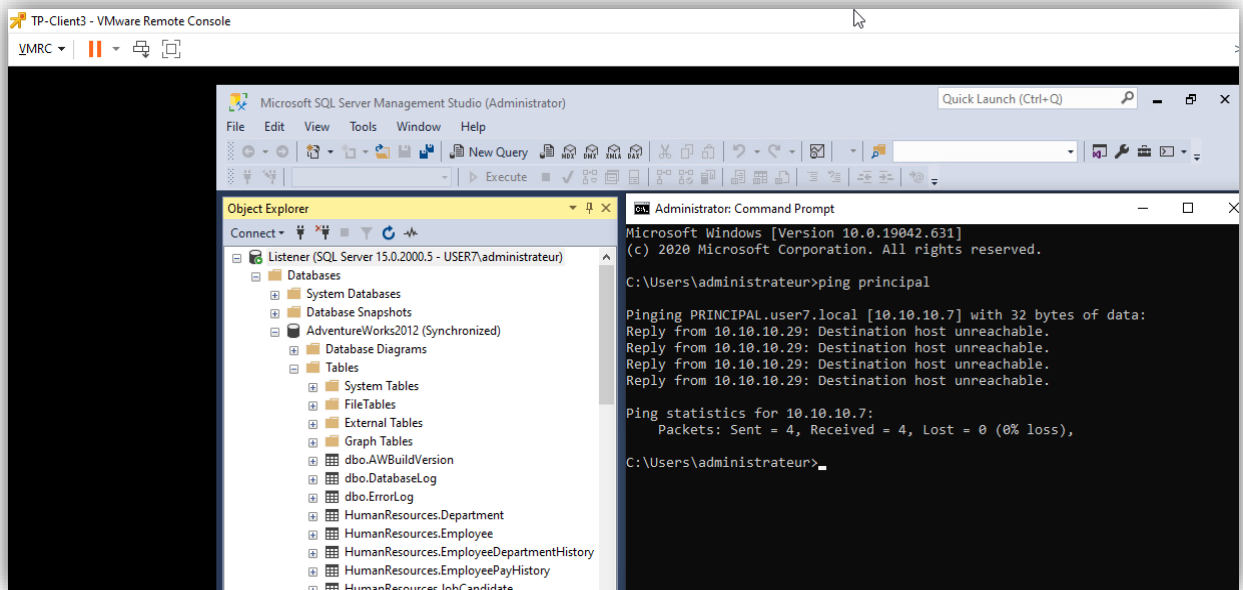 TP-Client3 - VMware Remote Console
VMRC
Microsoft SQL Server Management Studio (Administrator)
Quick Launch (Ctrl+Q)
File Edit View Tools Window Help
New Query MDX DMX XMLA DAX
Execute
Object Explorer
Connect
Listener (SQL Server 15.0.2000.5 - USER7\administrateur)
Databases
System Databases
Database Snapshots
AdventureWorks2012 (Synchronized)
Database Diagrams
Tables
System Tables
FileTables
External Tables
Graph Tables
dbo.AWBuildVersion
dbo.DatabaseLog
dbo.ErrorLog
HumanResources.Department
HumanResources.Employee
HumanResources.EmployeeDepartmentHistory
HumanResources.EmployeePayHistory
HumanResources.JobCandidate
Administrator: Command Prompt
Microsoft Windows [Version 10.0.19042.631]
(c) 2020 Microsoft Corporation. All rights reserved.
C:\Users\administrateur>ping principal
Pinging PRINCIPAL.user7.local [10.10.10.7] with 32 bytes of data:
Reply from 10.10.10.29: Destination host unreachable.
Reply from 10.10.10.29: Destination host unreachable.
Reply from 10.10.10.29: Destination host unreachable.
Reply from 10.10.10.29: Destination host unreachable.
Ping statistics for 10.10.10.7:
Packets: Sent = 4, Received = 4, Lost = 0 (0% loss),
C:\Users\administrateur>